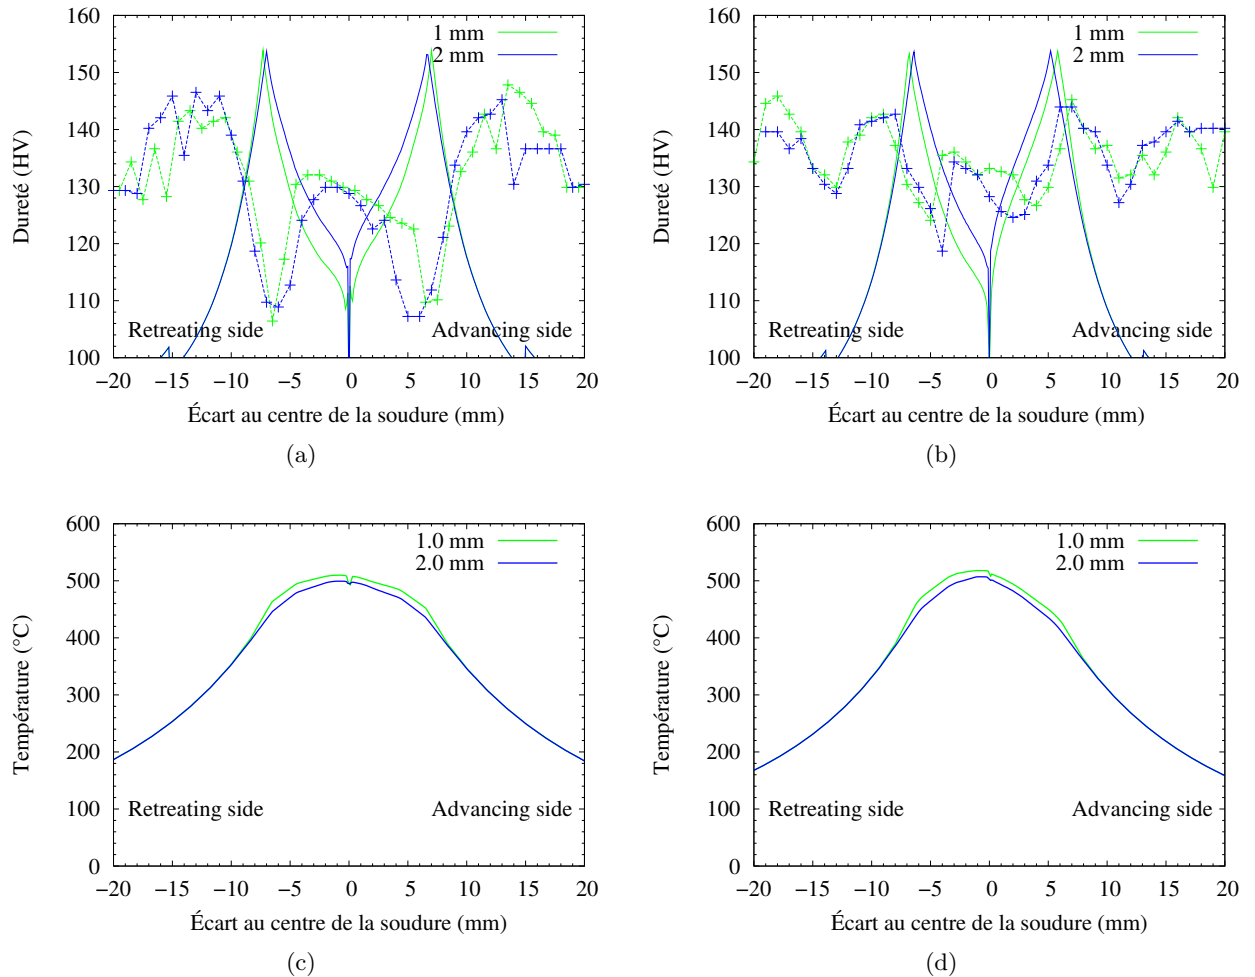 160
150
140
130
120
110
100
Dureté (HV)
1 mm
2 mm
Retreating side
Advancing side
−20 −15 −10 −5 0 5 10 15 20
Écart au centre de la soudure (mm)
(a)
160
150
140
130
120
110
100
Dureté (HV)
1 mm
2 mm
Retreating side
Advancing side
−20 −15 −10 −5 0 5 10 15 20
Écart au centre de la soudure (mm)
(b)
600
500
400
300
200
100
0
Température (°C)
1.0 mm
2.0 mm
Retreating side
Advancing side
−20 −15 −10 −5 0 5 10 15 20
Écart au centre de la soudure (mm)
(c)
600
500
400
300
200
100
0
Température (°C)
1.0 mm
2.0 mm
Retreating side
Advancing side
−20 −15 −10 −5 0 5 10 15 20
Écart au centre de la soudure (mm)
(d)